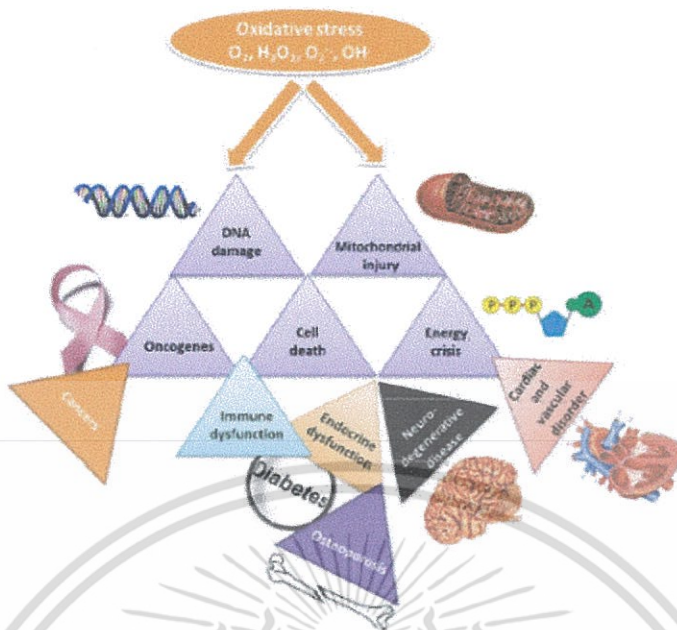 Oxidative stress
O₂, H₂O₂, O₂·⁻, OH
DNA
damage
Mitochondrial
injury
Oncogenes
Cell
death
Energy
crisis
P P P A
Cancers
Immune
dysfunction
Endocrine
dysfunction
Neuro-
degenerative
disease
Cardiac
and
vascular
disorder
Diabetes
Osteoporosis